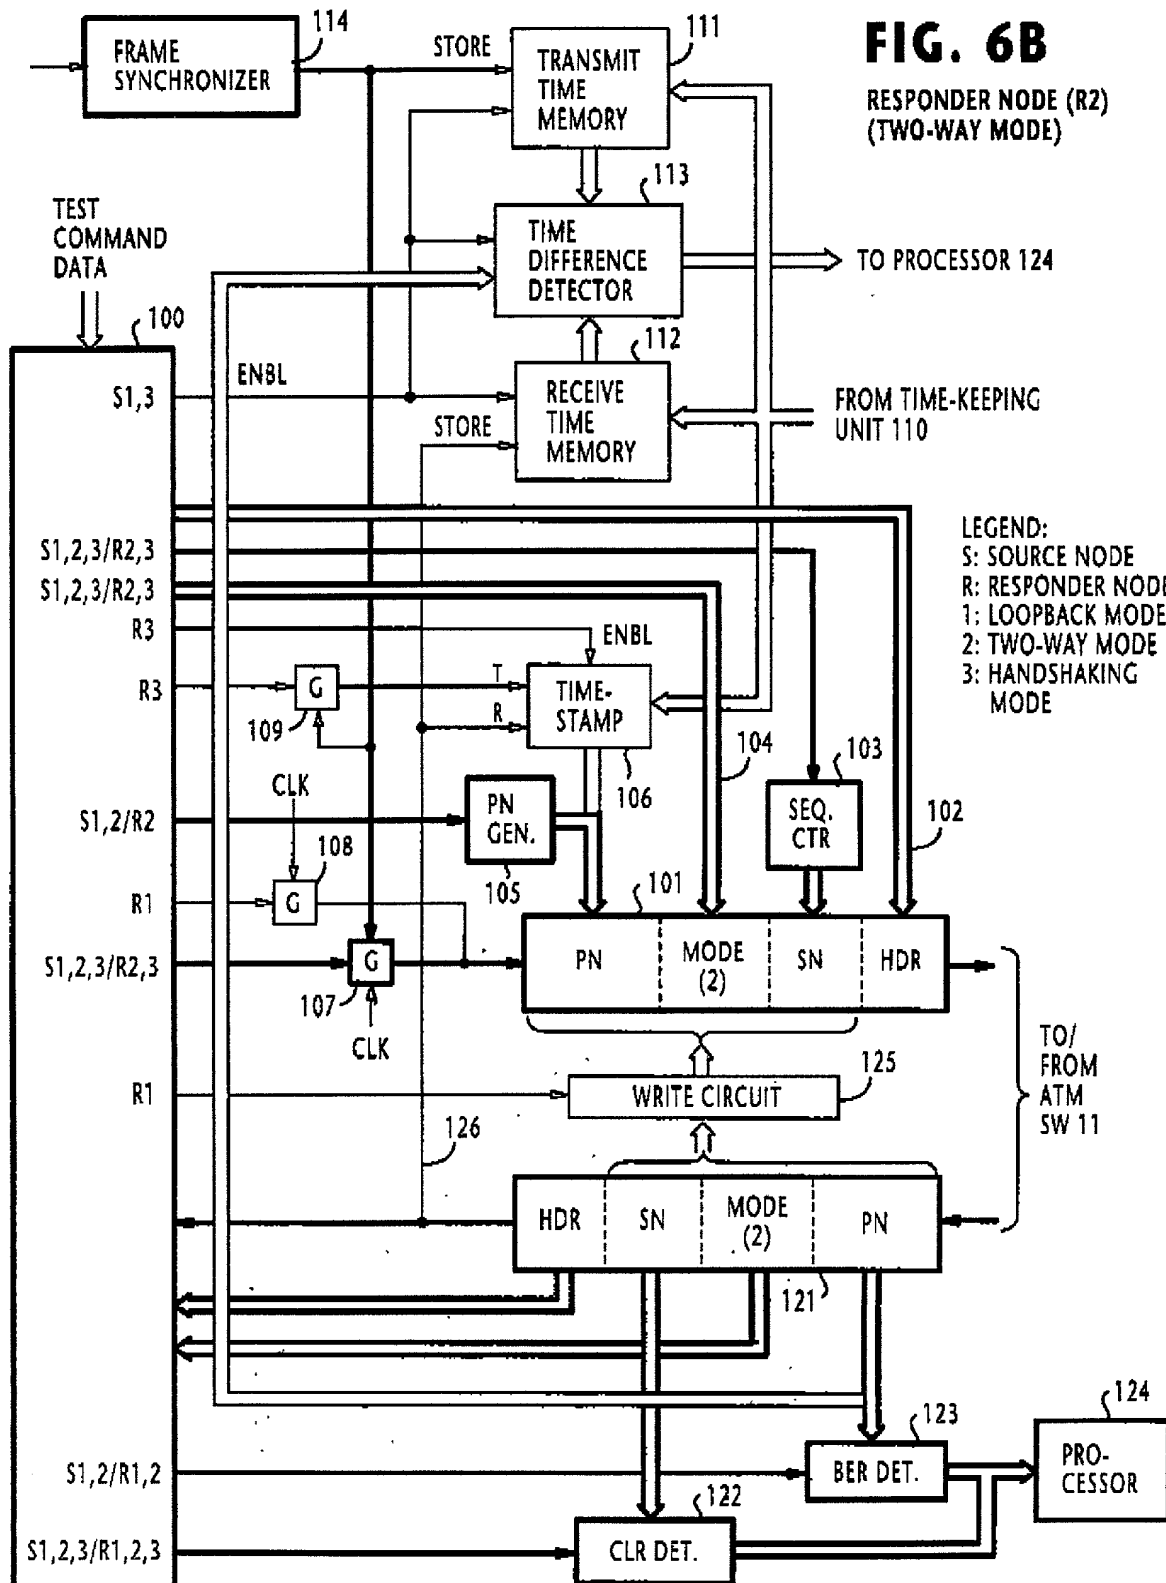 FIG. 6B
RESPONDER NODE (R2)
(TWO-WAY MODE)
114
FRAME
SYNCHRONIZER
STORE
111
TRANSMIT
TIME
MEMORY
113
TIME
DIFFERENCE
DETECTOR
TO PROCESSOR 124
TEST
COMMAND
DATA
100
S1,3
ENBL
112
RECEIVE
TIME
MEMORY
STORE
FROM TIME-KEEPING
UNIT 110
LEGEND:
S: SOURCE NODE
R: RESPONDER NODE
1: LOOPBACK MODE
2: TWO-WAY MODE
3: HANDSHAKING
MODE
S1,2,3/R2,3
S1,2,3/R2,3
R3
ENBL
R3
G
109
T
R
TIME-
STAMP
106
104
103
SEQ.
CTR
102
CLK
S1,2/R2
PN
GEN.
105
108
R1
G
101
S1,2,3/R2,3
G
107
CLK
PN
MODE
(2)
SN
HDR
R1
WRITE CIRCUIT
125
TO/
FROM
ATM
SW 11
126
HDR
SN
MODE
(2)
PN
121
123
124
S1,2/R1,2
BER DET.
PRO-
CESSOR
122
S1,2,3/R1,2,3
CLR DET.